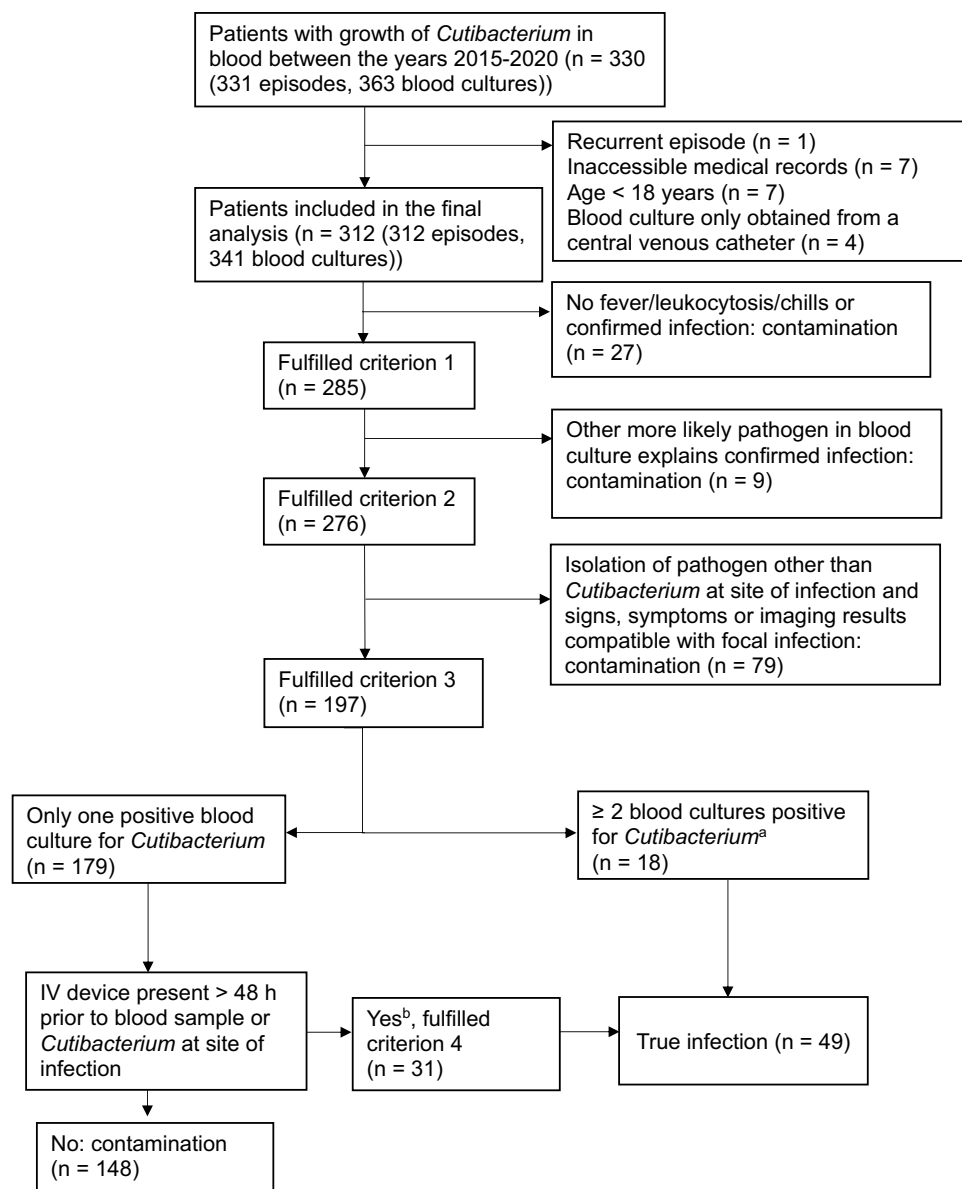 Patients with growth of Cutibacterium in
blood between the years 2015-2020 (n = 330
(331 episodes, 363 blood cultures))
Recurrent episode (n = 1)
Inaccessible medical records (n = 7)
Age < 18 years (n = 7)
Blood culture only obtained from a
central venous catheter (n = 4)
Patients included in the final
analysis (n = 312 (312 episodes,
341 blood cultures))
No fever/leukocytosis/chills or
confirmed infection: contamination
(n = 27)
Fulfilled criterion 1
(n = 285)
Other more likely pathogen in blood
culture explains confirmed infection:
contamination (n = 9)
Fulfilled criterion 2
(n = 276)
Isolation of pathogen other than
Cutibacterium at site of infection and
signs, symptoms or imaging results
compatible with focal infection:
contamination (n = 79)
Fulfilled criterion 3
(n = 197)
Only one positive blood
culture for Cutibacterium
(n = 179)
≥ 2 blood cultures positive
for Cutibacteriumᵃ
(n = 18)
IV device present > 48 h
prior to blood sample or
Cutibacterium at site of
infection
Yesᵇ, fulfilled
criterion 4
(n = 31)
True infection (n = 49)
No: contamination
(n = 148)